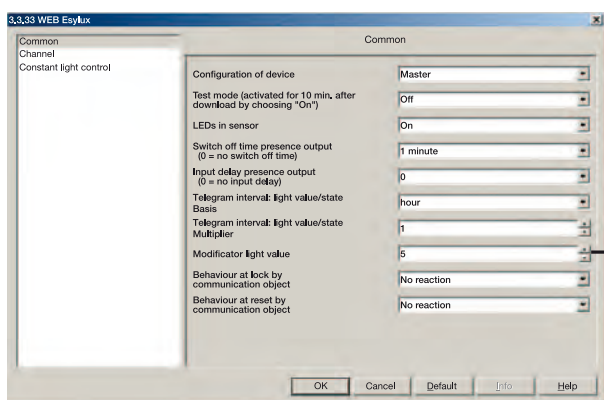 3,3,33 WEB Esylux
Common
Channel
Constant light control
Common
Configuration of device
Master
Test mode (activated for 10 min. after
download by choosing "On")
Off
LEDs in sensor
On
Switch off time presence output
(0 = no switch off time)
1 minute
Input delay presence output
(0 = no input delay)
0
Telegram interval: light value/state
Basis
hour
Telegram interval: light value/state
Multiplier
1
Modificator light value
5
Behaviour at lock by
communication object
No reaction
Behaviour at reset by
communication object
No reaction
OK
Cancel
Default
Info
Help